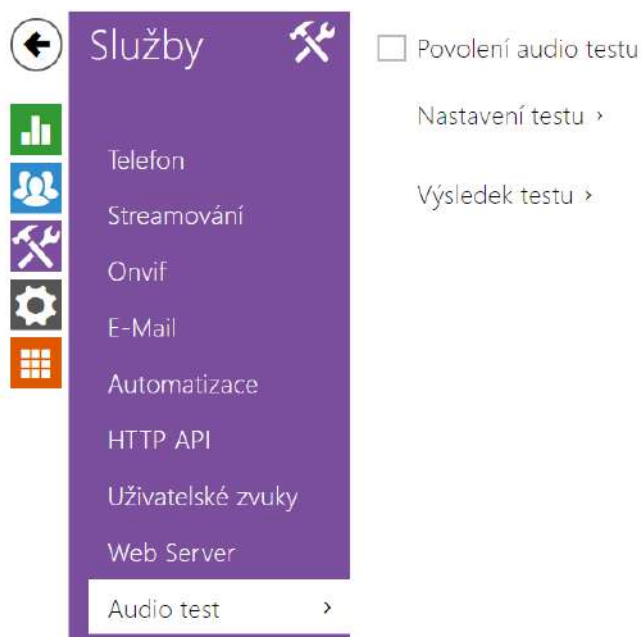 Služby
Telefon
Streamování
Onvif
E-Mail
Automatizace
HTTP API
Uživatelské zvuky
Web Server
Audio test
Povolení audio testu
Nastavení testu
Výsledek testu